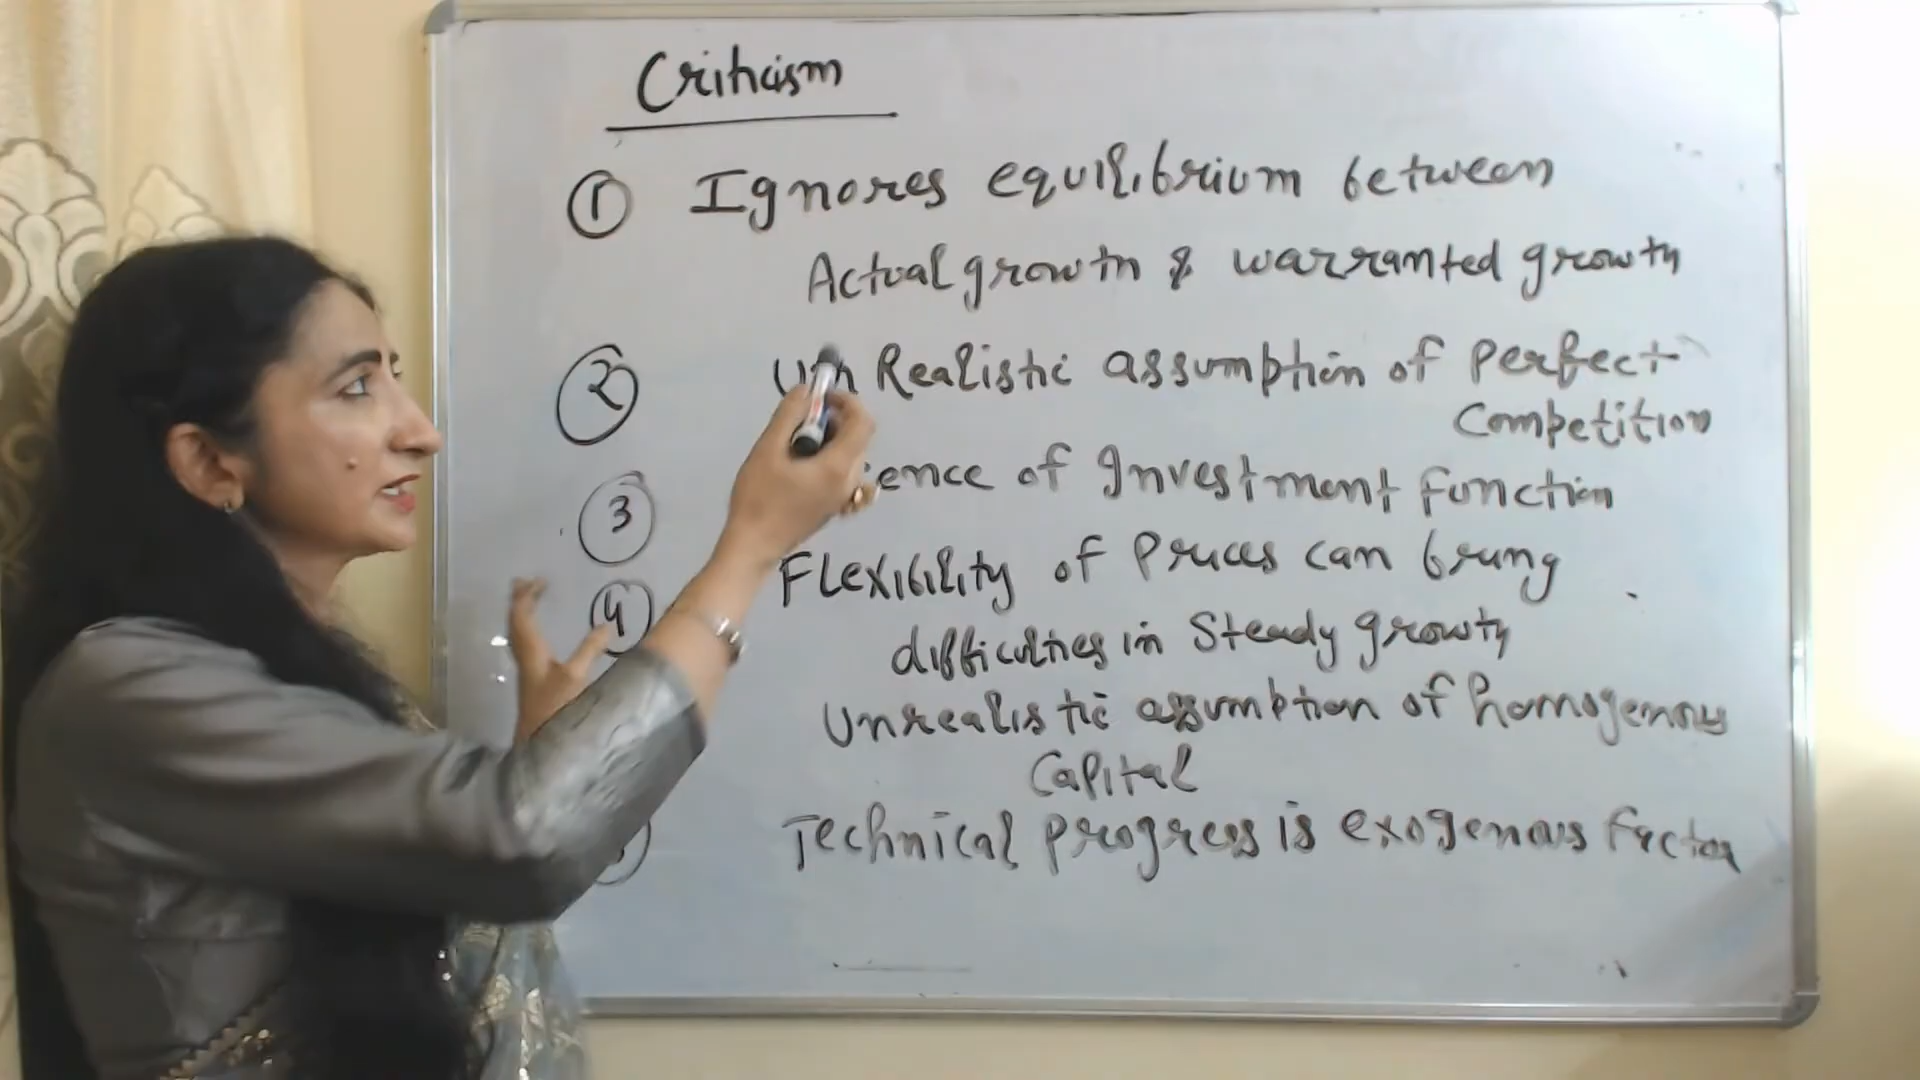 Criticism
① Ignores equilibrium between
Actual growth & warranted growth
② Un Realistic assumption of Perfect
Competition
③ of Investment function
④ Flexibility of Prices can bring
difficulties in Steady growth
Unrealistic assumption of homogenous
Capital
Technical progress is exogenous factor